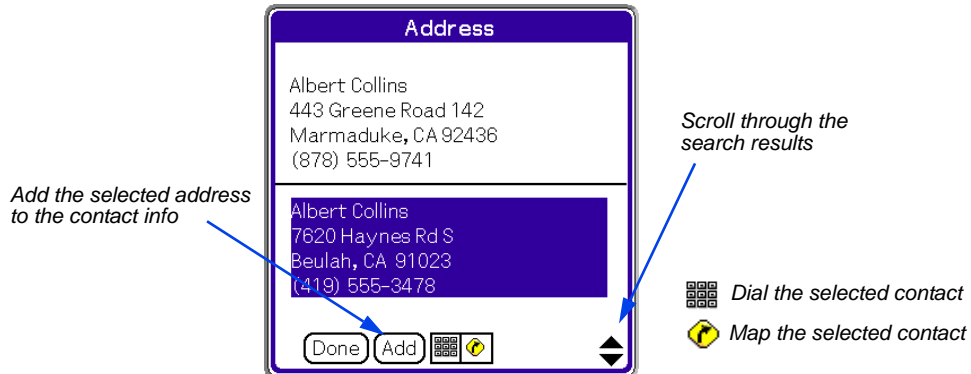 Address
Albert Collins
443 Greene Road 142
Marmaduke, CA 92436
(878) 555-9741
Scroll through the
search results
Add the selected address
to the contact info
Albert Collins
7620 Haynes Rd S
Beulah, CA 91023
(419) 555-3478
Dial the selected contact
Map the selected contact
Done Add